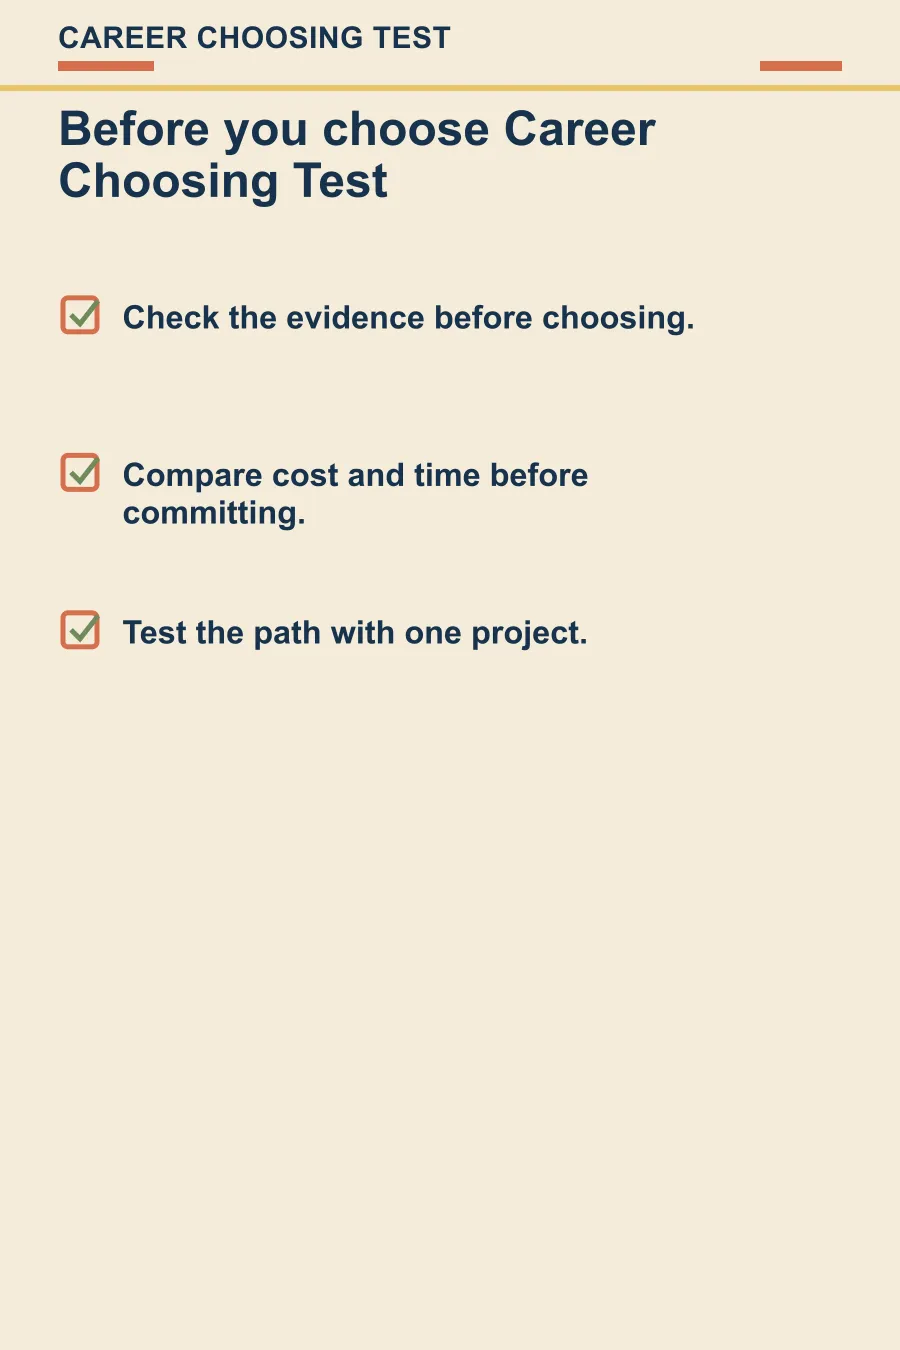 CAREER CHOOSING TEST
Before you choose Career
Choosing Test
Check the evidence before choosing.
Compare cost and time before
committing.
Test the path with one project.